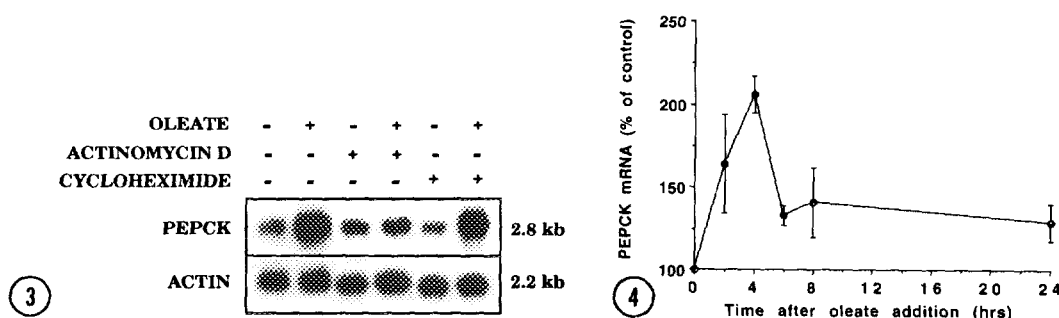 OLEATE - + - + - +
ACTINOMYCIN D - - + + - -
CYCLOHEXIMIDE - - - - + +
PEPCK 2.8 kb
ACTIN 2.2 kb
3
PEPCK mRNA (% of control)
250
200
150
100
0 4 8 12 16 20 24
Time after oleate addition (hrs)
4